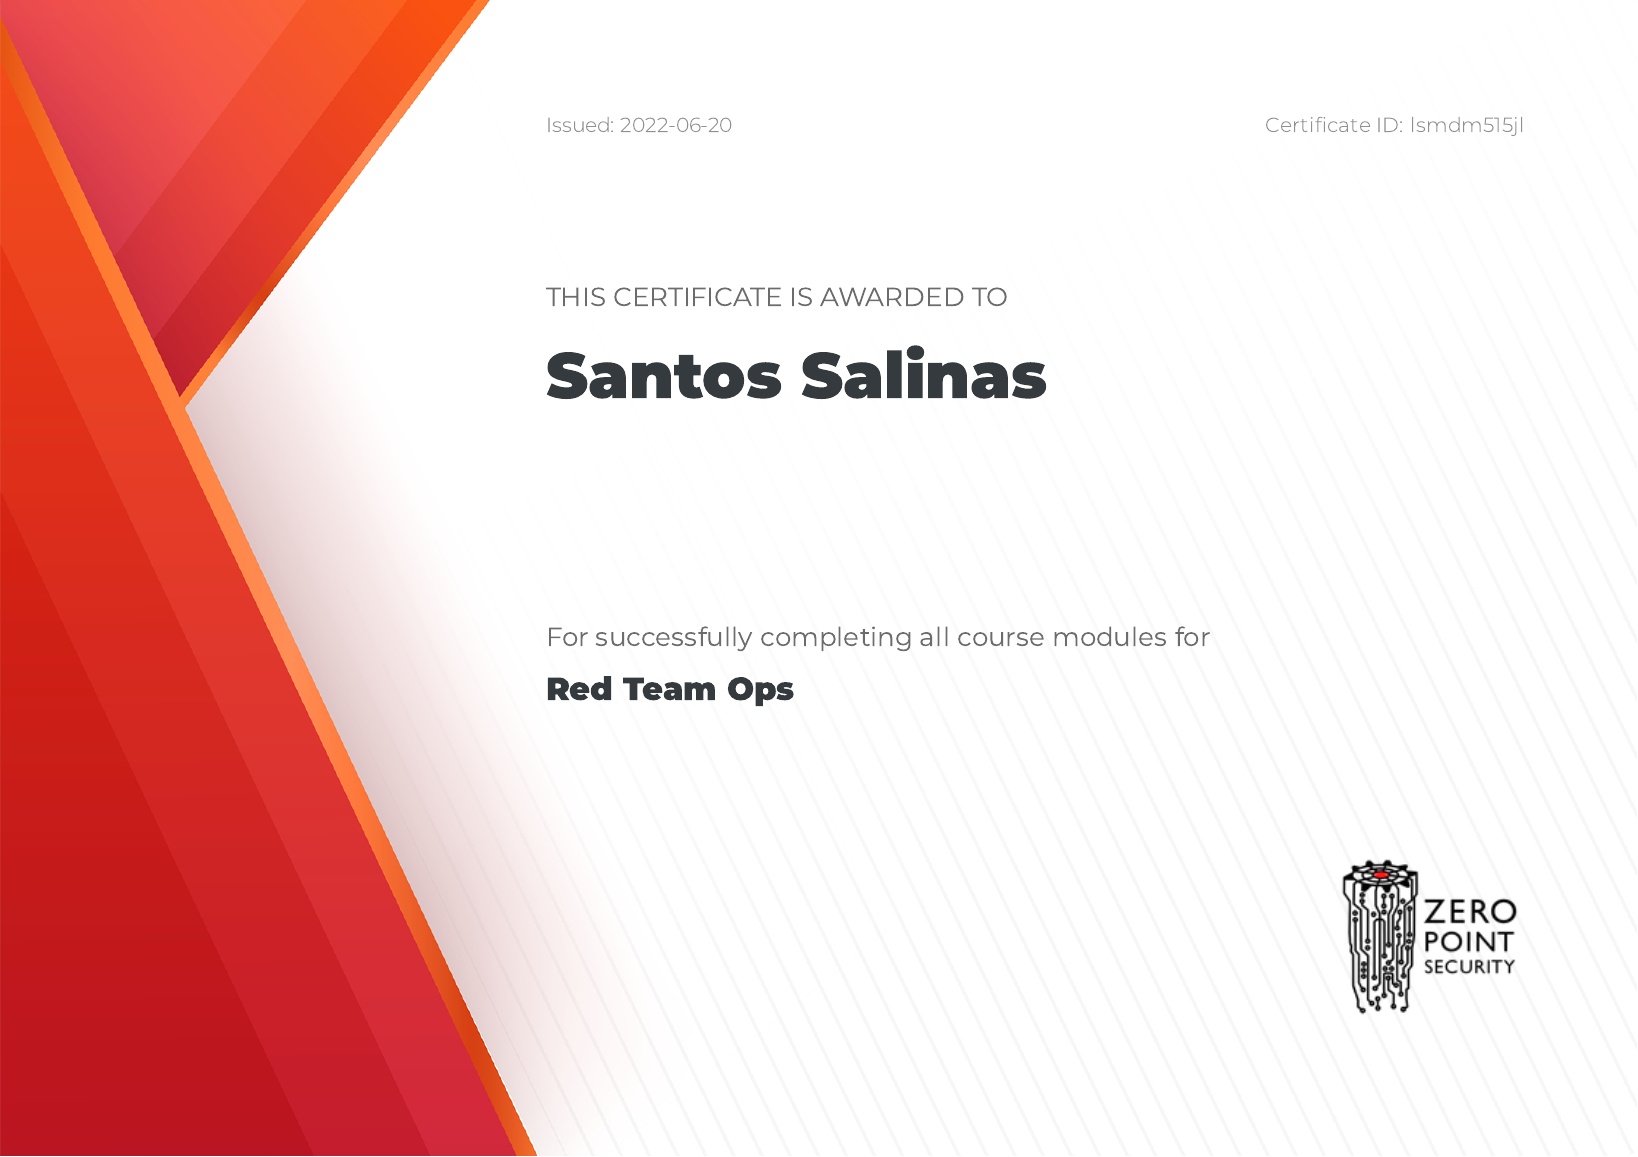 Issued: 2022-06-20
Certificate ID: lsmdm515jl
THIS CERTIFICATE IS AWARDED TO
Santos Salinas
For successfully completing all course modules for
Red Team Ops
ZERO
POINT
SECURITY